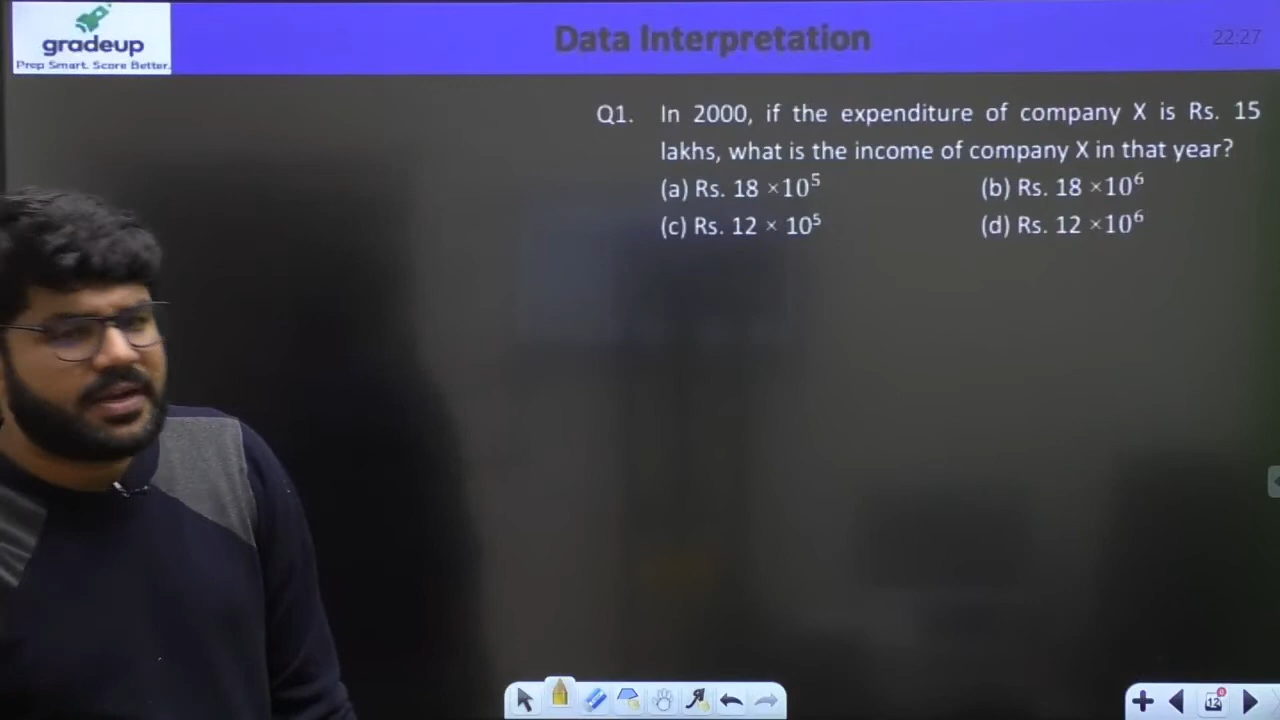 gradeup
Prep Smart. Score Better.
Data Interpretation
22:27
Q1. In 2000, if the expenditure of company X is Rs. 15
lakhs, what is the income of company X in that year?
(a) Rs. 18 ×10⁵ (b) Rs. 18 ×10⁶
(c) Rs. 12 × 10⁵ (d) Rs. 12 ×10⁶
12